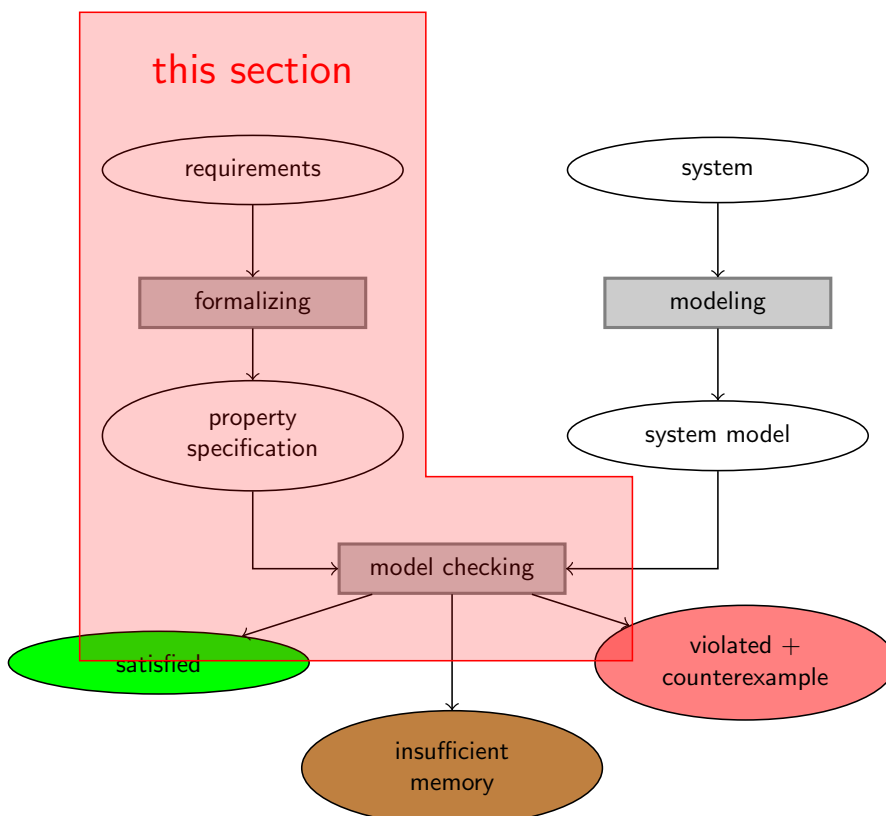 this section
requirements
system
formalizing
modeling
property
specification
system model
model checking
satisfied
violated +
counterexample
insufficient
memory